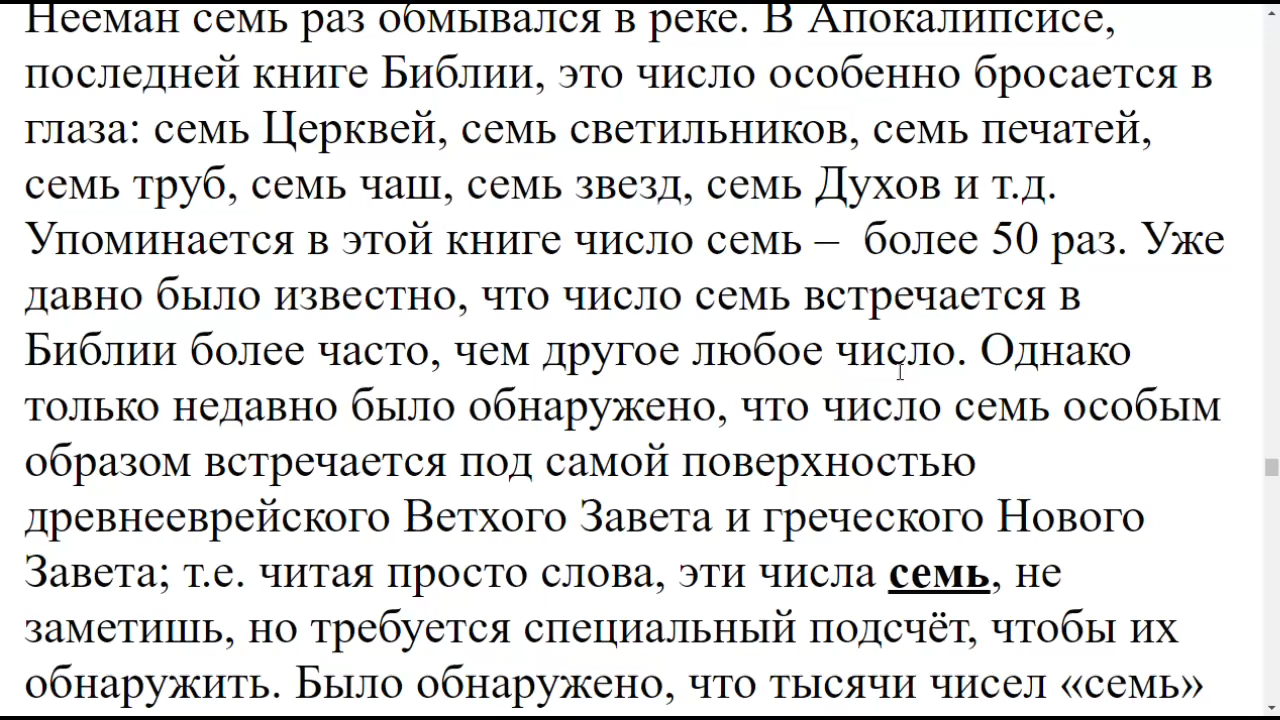 Нееман семь раз обмывался в реке. В Апокалипсисе,
последней книге Библии, это число особенно бросается в
глаза: семь Церквей, семь светильников, семь печатей,
семь труб, семь чаш, семь звезд, семь Духов и т.д.
Упоминается в этой книге число семь –  более 50 раз. Уже
давно было известно, что число семь встречается в
Библии более часто, чем другое любое число. Однако
только недавно было обнаружено, что число семь особым
образом встречается под самой поверхностью
древнееврейского Ветхого Завета и греческого Нового
Завета; т.е. читая просто слова, эти числа семь, не
заметишь, но требуется специальный подсчёт, чтобы их
обнаружить. Было обнаружено, что тысячи чисел «семь»